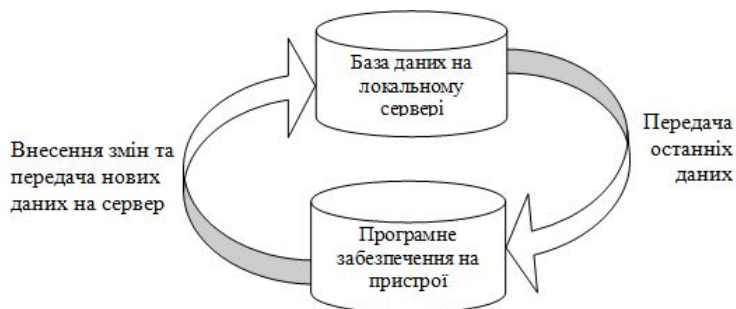 База даних на
локальному
сервері
Внесення змін та
передача нових
даних на сервер
Передача
останніх
даних
Програмне
забезпечення на
пристрої